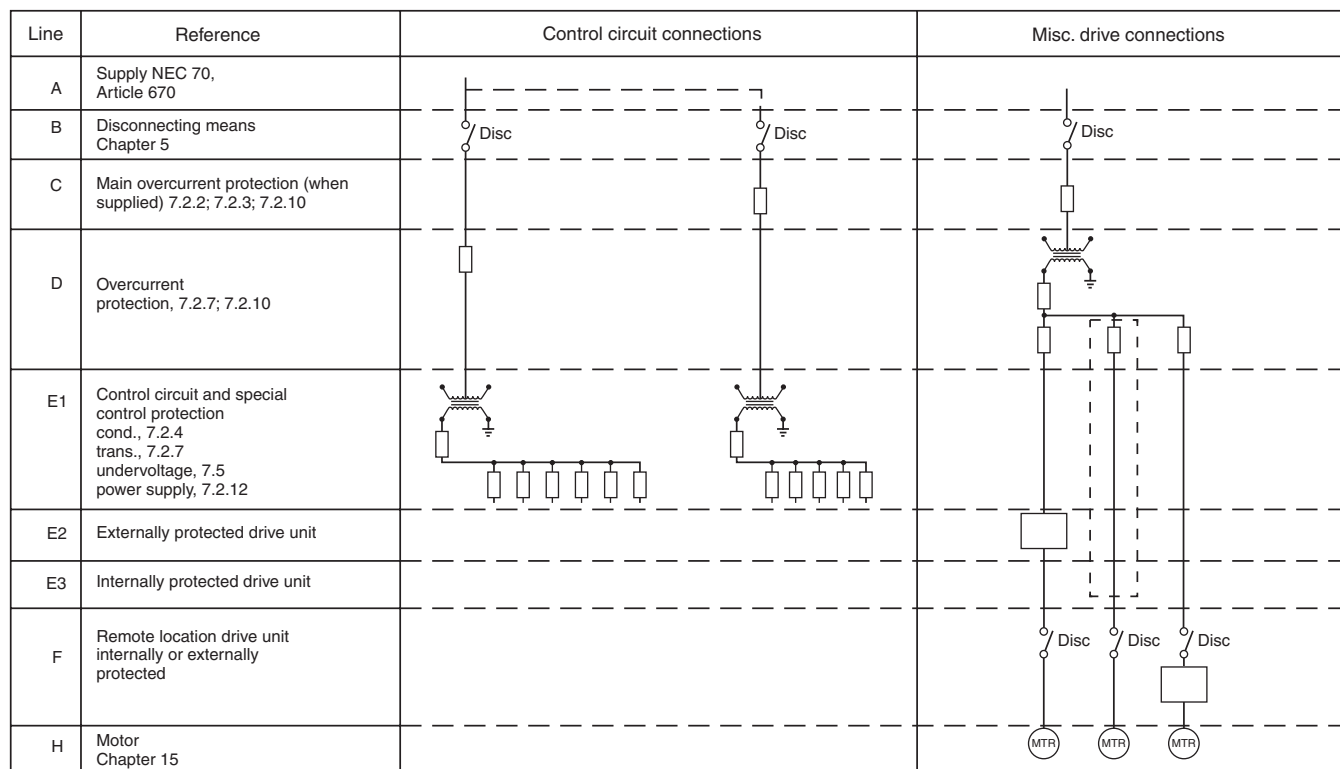 Line
Reference
Control circuit connections
Misc. drive connections
A
Supply NEC 70,
Article 670
B
Disconnecting means
Chapter 5
Disc
Disc
Disc
C
Main overcurrent protection (when
supplied) 7.2.2; 7.2.3; 7.2.10
D
Overcurrent
protection, 7.2.7; 7.2.10
E1
Control circuit and special
control protection
cond., 7.2.4
trans., 7.2.7
undervoltage, 7.5
power supply, 7.2.12
E2
Externally protected drive unit
E3
Internally protected drive unit
F
Remote location drive unit
internally or externally
protected
Disc
Disc
Disc
H
Motor
Chapter 15
MTR
MTR
MTR